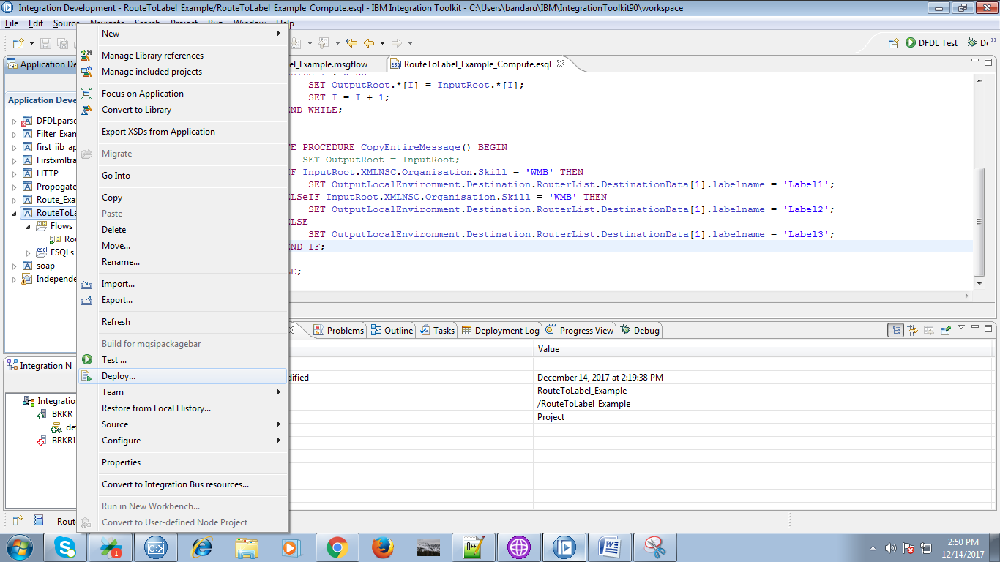 Integration Development - RouteToLabel_Example/RouteToLabel_Example_Compute.esql - IBM Integration Toolkit - C:\Users\bandaru\IBM\IntegrationToolkit90\workspace
File Edit Source Navigate Search Project Run Window Help
DFDL Test
Application De
el_Example.msgflow
RouteToLabel_Example_Compute.esql
Application Deve
DFDLparse
Filter_Exan
first_iib_ap
Firstxmltra
HTTP
Propogate
Route_Exa
RouteToLa
Flows
Rou
ESQLs
soap
Independe
New
Manage Library references
Manage included projects
Focus on Application
Convert to Library
Export XSDs from Application
Migrate
Go Into
Copy
Paste
Delete
Move...
Rename...
Import...
Export...
Refresh
Build for mqsipackagebar
Test ...
Deploy...
Team
Restore from Local History...
Source
Configure
Properties
Convert to Integration Bus resources...
Run in New Workbench...
Convert to User-defined Node Project
SET OutputRoot.*[I] = InputRoot.*[I];
SET I = I + 1;
ND WHILE;
TE PROCEDURE CopyEntireMessage() BEGIN
- SET OutputRoot = InputRoot;
F InputRoot.XMLNSC.Organisation.Skill = 'WMB' THEN
SET OutputLocalEnvironment.Destination.RouterList.DestinationData[1].labelname = 'Label1';
LSeIF InputRoot.XMLNSC.Organisation.Skill = 'WMB' THEN
SET OutputLocalEnvironment.Destination.RouterList.DestinationData[1].labelname = 'Label2';
LSE
SET OutputLocalEnvironment.Destination.RouterList.DestinationData[1].labelname = 'Label3';
ND IF;
LE;
Problems Outline Tasks Deployment Log Progress View Debug
Value
dified December 14, 2017 at 2:19:38 PM
RouteToLabel_Example
/RouteToLabel_Example
Project
Integration N
Integration
BRKR
de
BRKR1
Rout
2:50 PM
12/14/2017